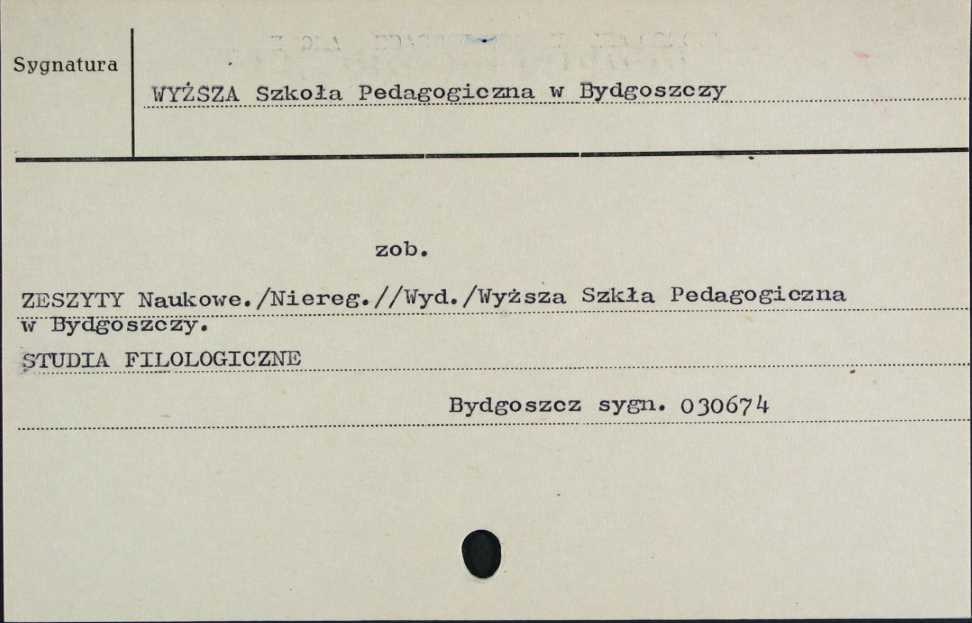 Sygnatura
WYŻSZA Szkoła Pedagogiczna w Bydgoszczy
zob.
ZESZYTY Naukowe./Niereg.//Wyd./Wyższa Szkła Pedagogiczna
w Bydgoszczy.
STUDIA FILOLOGICZNE
Bydgoszcz sygn. 030674